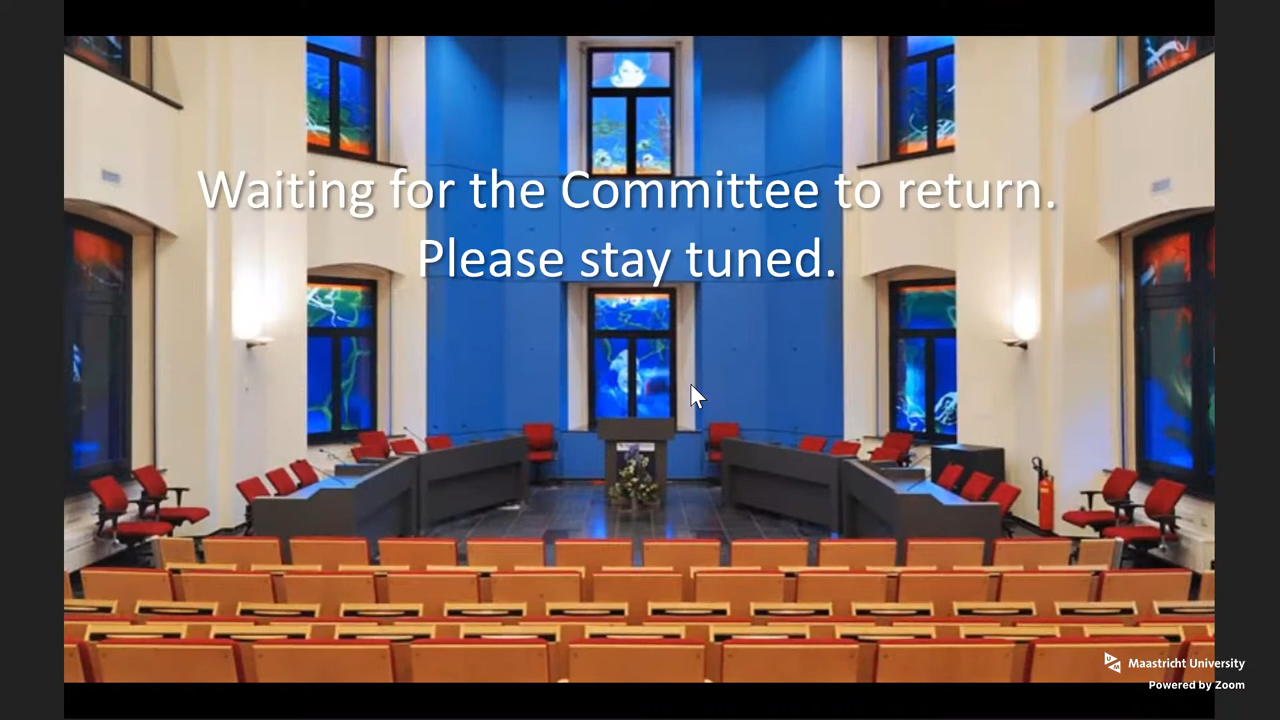 Waiting for the Committee to return.
Please stay tuned.
Maastricht University
Powered by Zoom